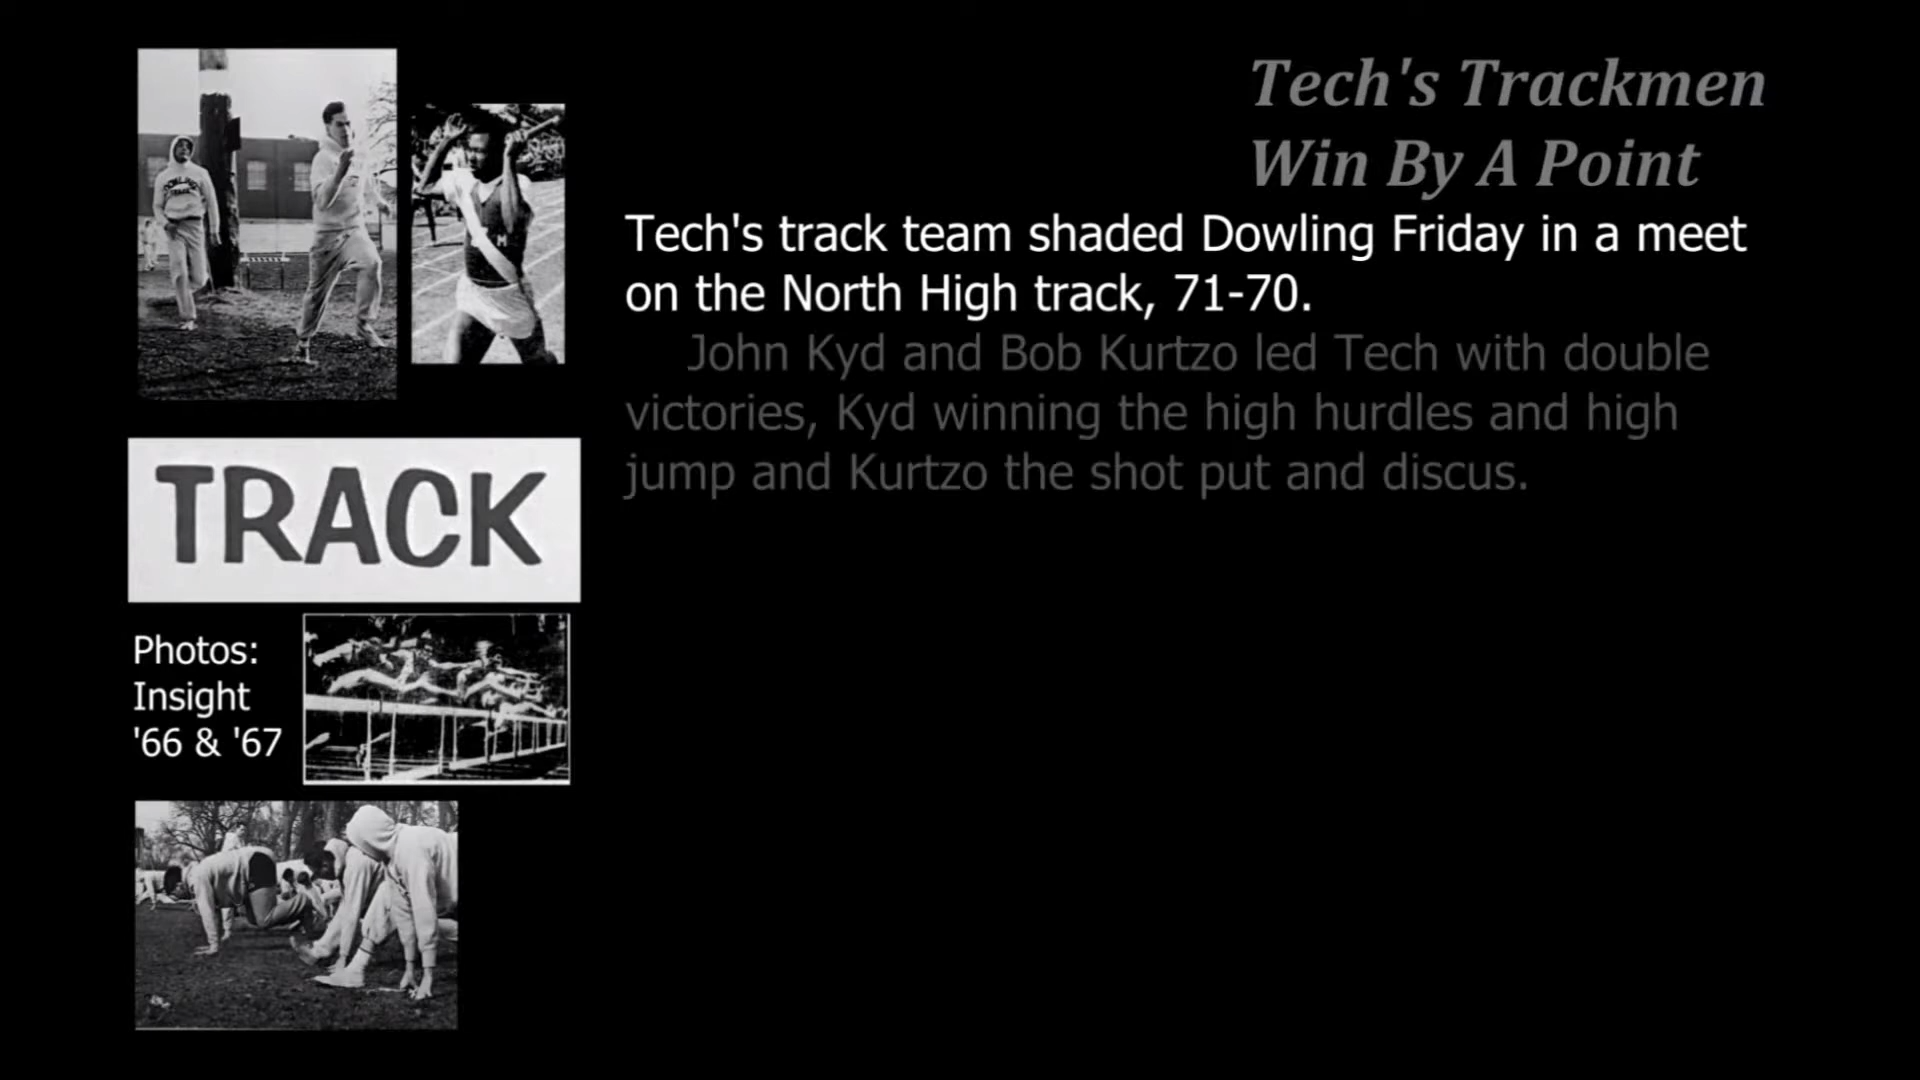 Tech's Trackmen
Win By A Point
Tech's track team shaded Dowling Friday in a meet
on the North High track, 71-70.
John Kyd and Bob Kurtzo led Tech with double
victories, Kyd winning the high hurdles and high
jump and Kurtzo the shot put and discus.
TRACK
Photos:
Insight
'66 & '67
M